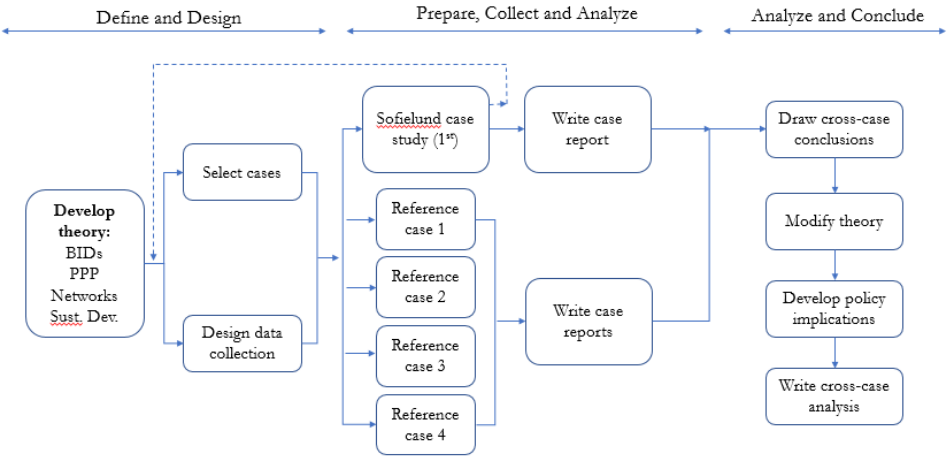 Define and Design
Prepare, Collect and Analyze
Analyze and Conclude
Develop
theory:
BIDs
PPP
Networks
Sust. Dev.
Select cases
Design data
collection
Sofielund case
study (1st)
Reference
case 1
Reference
case 2
Reference
case 3
Reference
case 4
Write case
report
Write case
reports
Draw cross-case
conclusions
Modify theory
Develop policy
implications
Write cross-case
analysis